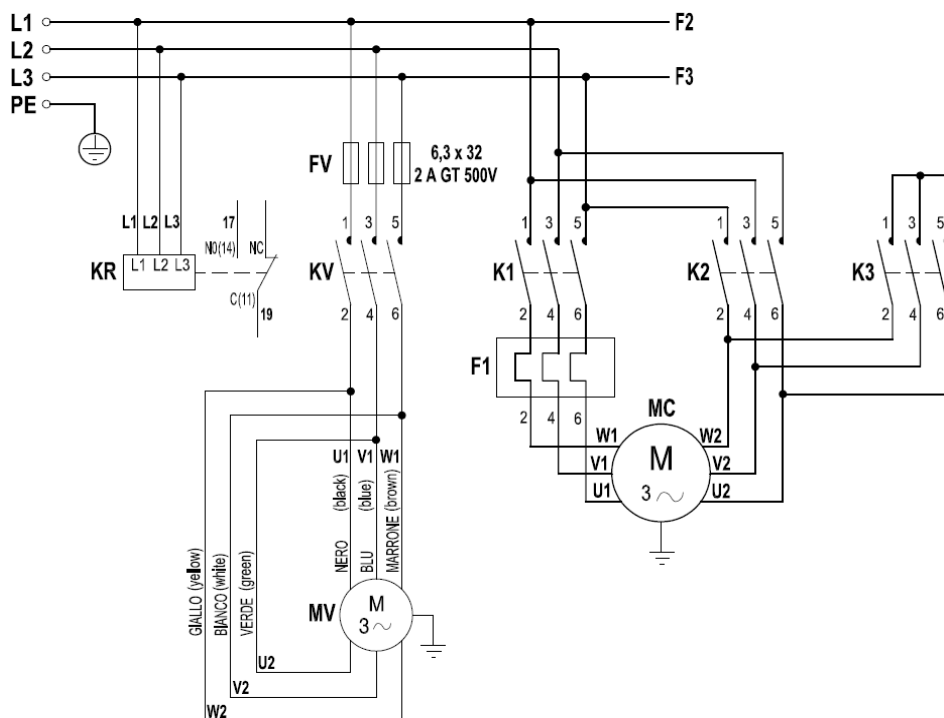 L1
F2
L2
L3
F3
PE
FV
6,3 x 32
2 A GT 500V
L1 L2 L3
17
N0(14)
NC
KR
L1 L2 L3
C(11)
19
1 3 5
KV
2 4 6
1 3 5
K1
2 4 6
1 3 5
K2
2 4 6
1 3 5
K3
2 4 6
F1
2 4 6
MC
W1
W2
M
V1
V2
3 ~
U1
U2
U1 V1 W1
(black)
(blue)
MARRONE (brown)
NERO
BLU
GIALLO (yellow)
BIANCO (white)
VERDE (green)
MV
M
3 ~
U2
V2
W2